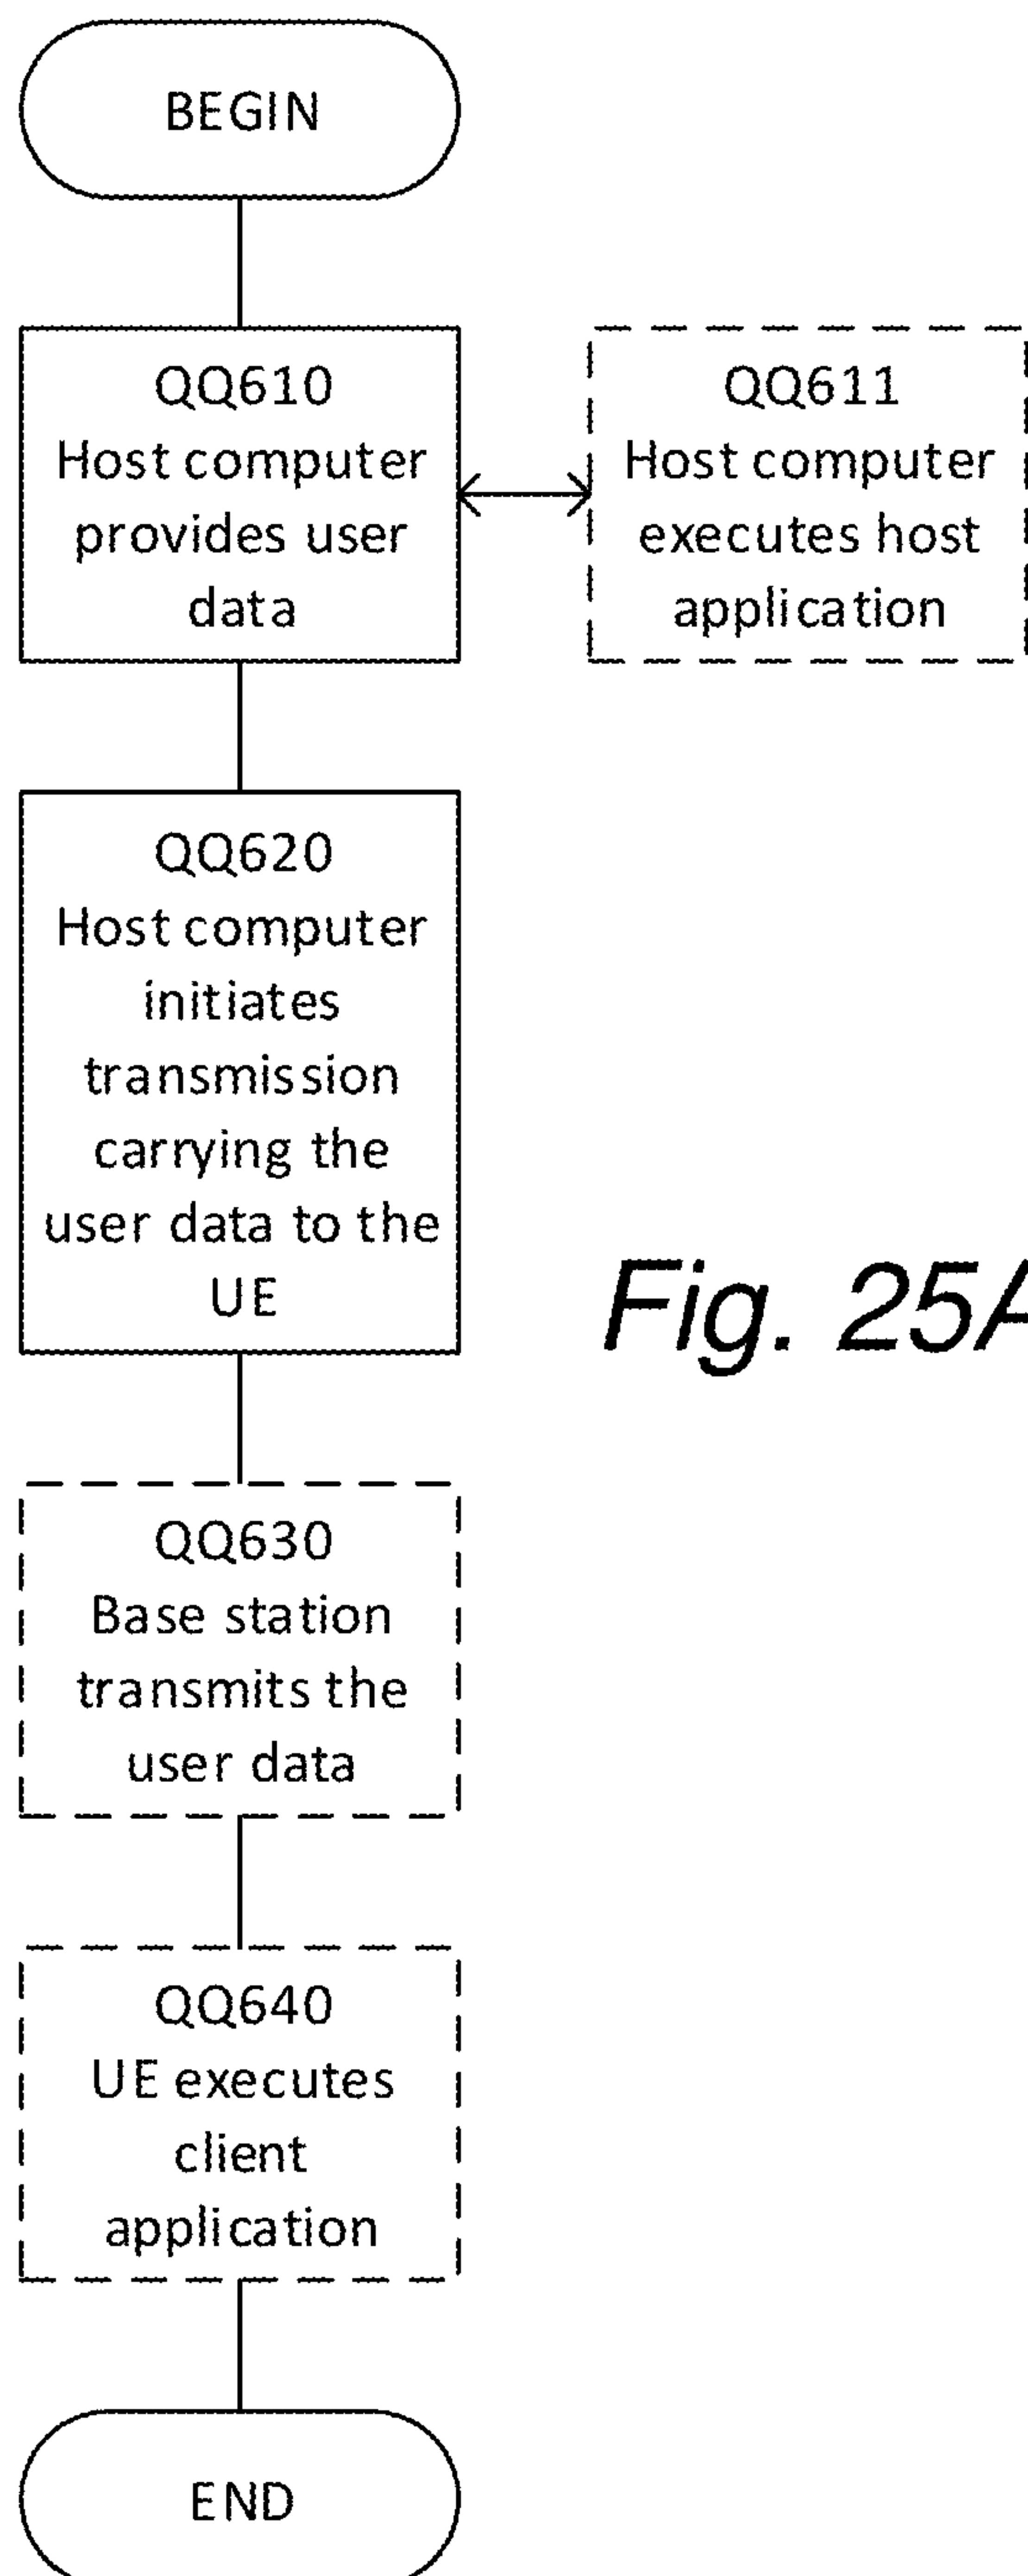 BEGIN
QQ610
Host computer
provides user
data
QQ611
Host computer
executes host
application
QQ620
Host computer
initiates
transmission
carrying the
user data to the
UE
Fig. 25A
QQ630
Base station
transmits the
user data
QQ640
UE executes
client
application
END